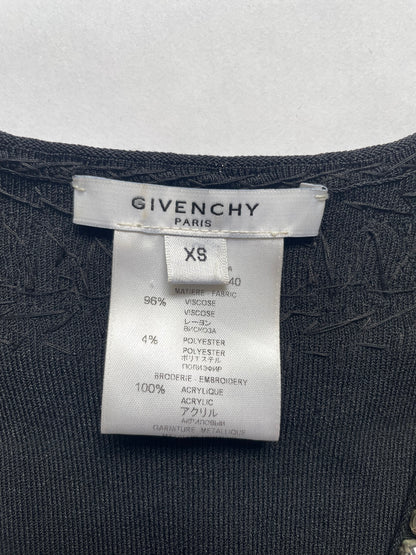 GIVENCHY
PARIS
XS
40
MATIERE - FABRIC
96% VISCOSE
VISCOSE
レーヨン
ВИСКОЗА
4% POLYESTER
POLYESTER
ポリエステル
ПОЛИЭФИР
BRODERIE - EMBROIDERY
100% ACRYLIQUE
ACRYLIC
アクリル
АКРИЛОВЫЙ
GARNITURE METALLIQUE